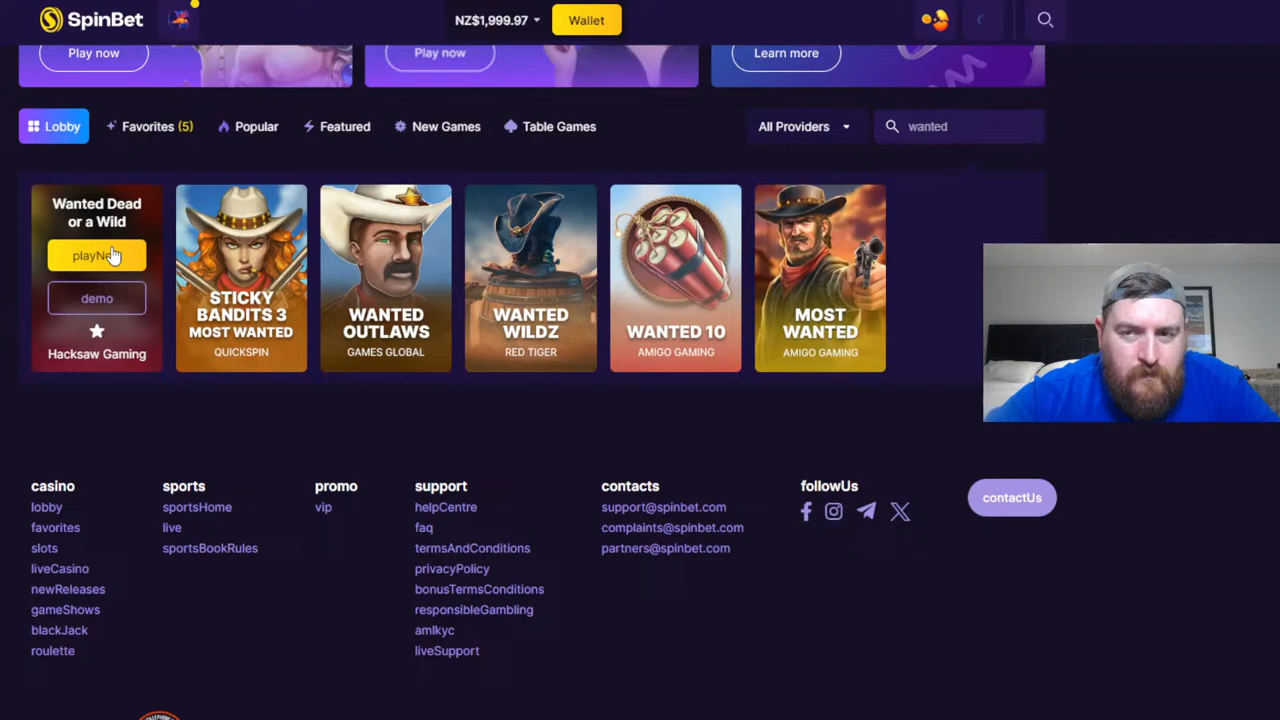 SpinBet
NZ$1,999.97
Wallet
Play now
Play now
Learn more
Lobby
Favorites (5)
Popular
Featured
New Games
Table Games
All Providers
wanted
Wanted Dead
or a Wild
demo
Hacksaw Gaming
STICKY
BANDITS 3
MOST WANTED
QUICKSPIN
WANTED
OUTLAWS
GAMES GLOBAL
WANTED
WILDZ
RED TIGER
WANTED 10
AMIGO GAMING
MOST
WANTED
AMIGO GAMING
casino
lobby
favorites
slots
liveCasino
newReleases
gameShows
blackJack
roulette
sports
sportsHome
live
sportsBookRules
promo
vip
support
helpCentre
faq
termsAndConditions
privacyPolicy
bonusTermsConditions
responsibleGambling
amlkyc
liveSupport
contacts
support@spinbet.com
complaints@spinbet.com
partners@spinbet.com
followUs
contactUs